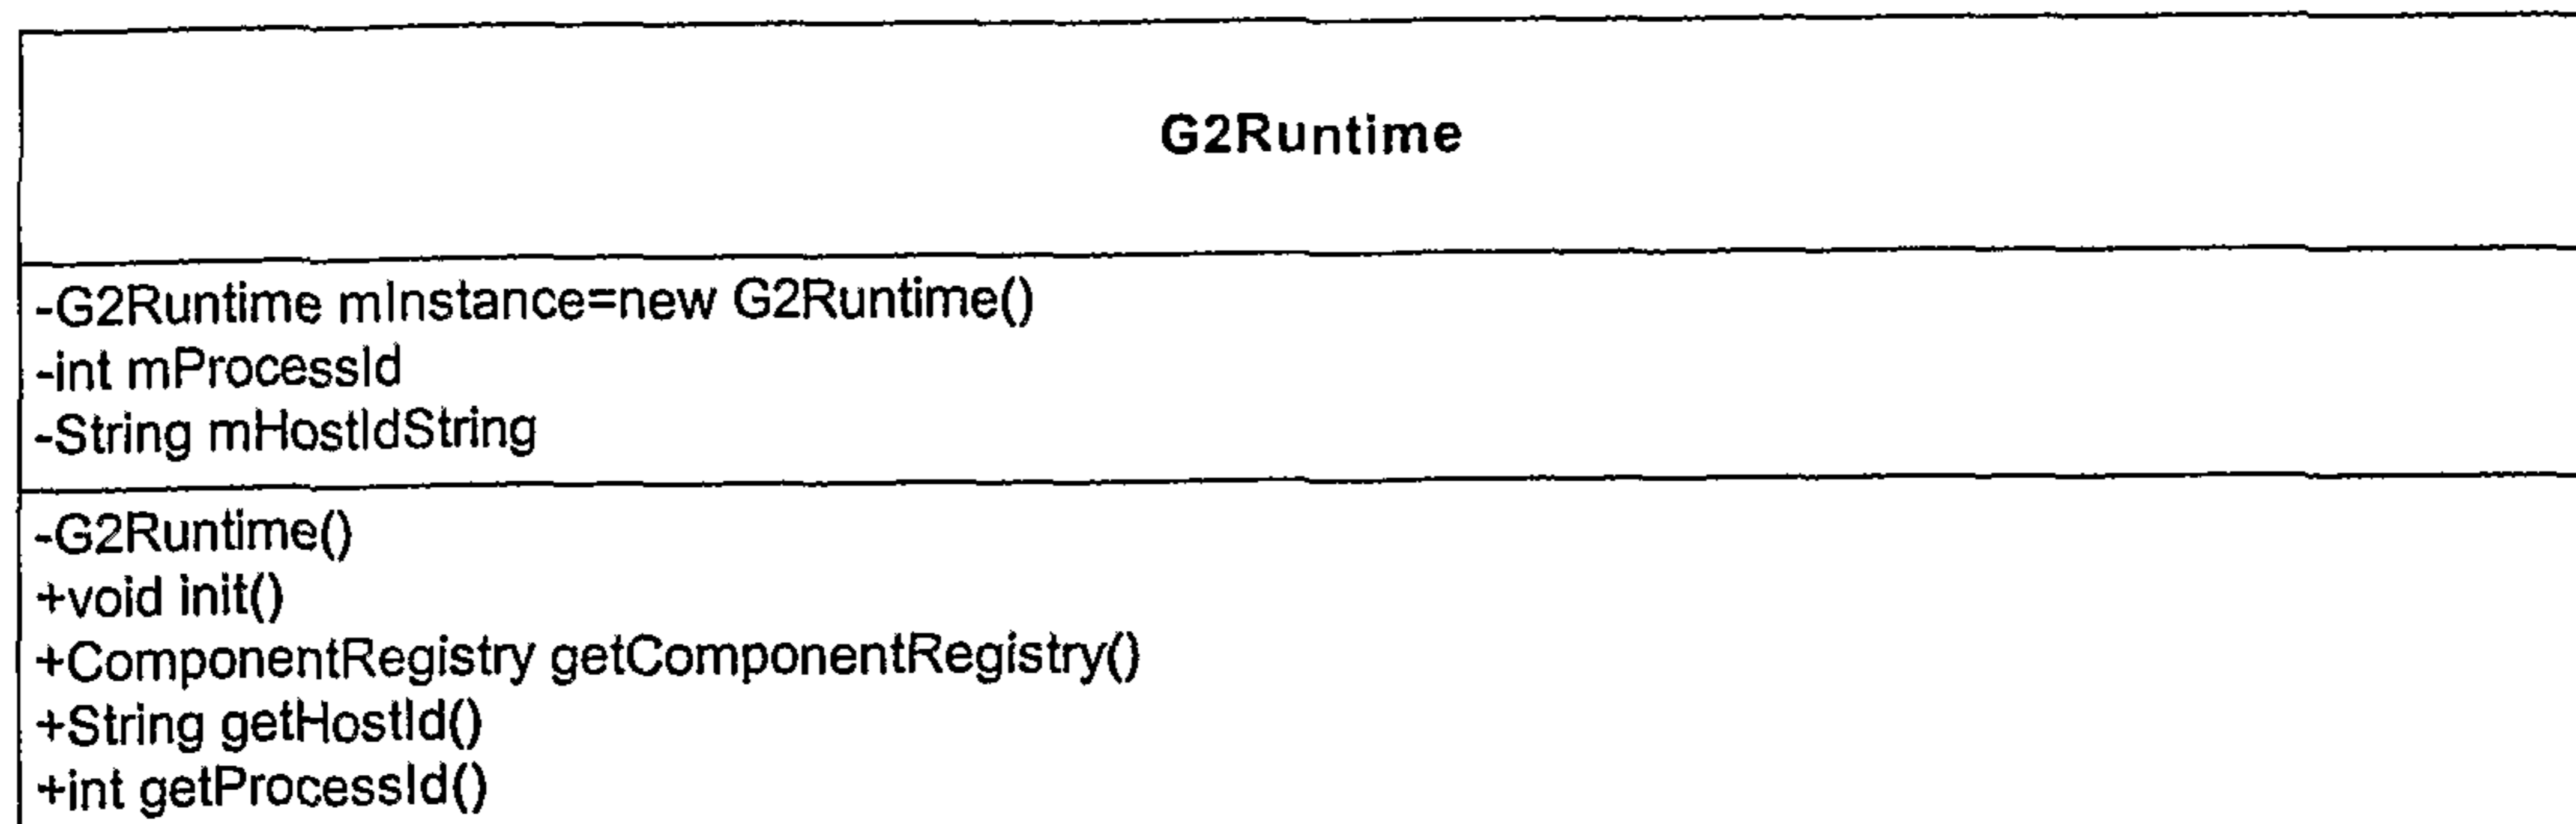 G2Runtime
-G2Runtime mInstance=new G2Runtime()
-int mProcessId
-String mHostIdString
-G2Runtime()
+void init()
+ComponentRegistry getComponentRegistry()
+String getHostId()
+int getProcessId()